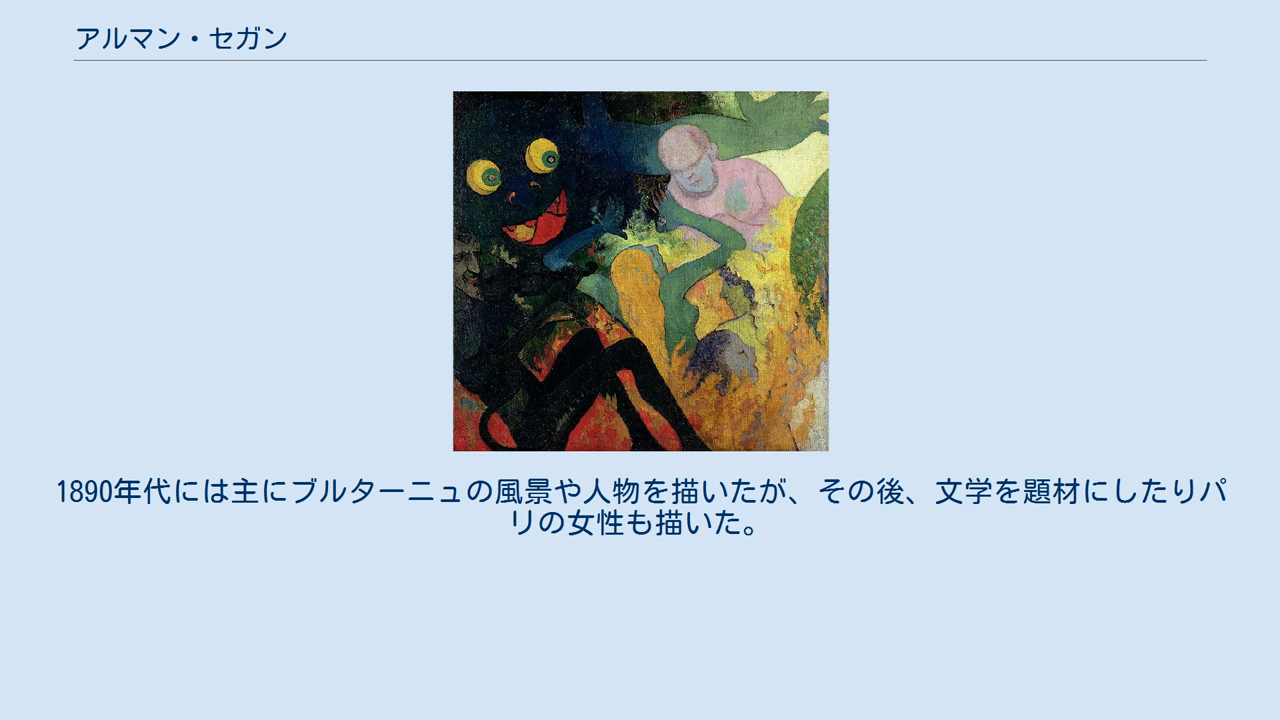 アルマン・セガン
1890年代には主にブルターニュの風景や人物を描いたが、その後、文学を題材にしたりパ
リの女性も描いた。